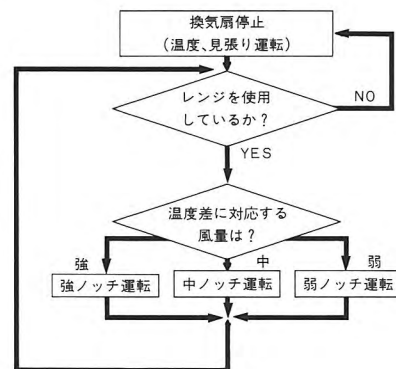 換気扇停止
(温度、見張り運転)
レンジを使用
しているか?
NO
YES
温度差に対応する
風量は?
強
中
弱
強ノッチ運転
中ノッチ運転
弱ノッチ運転